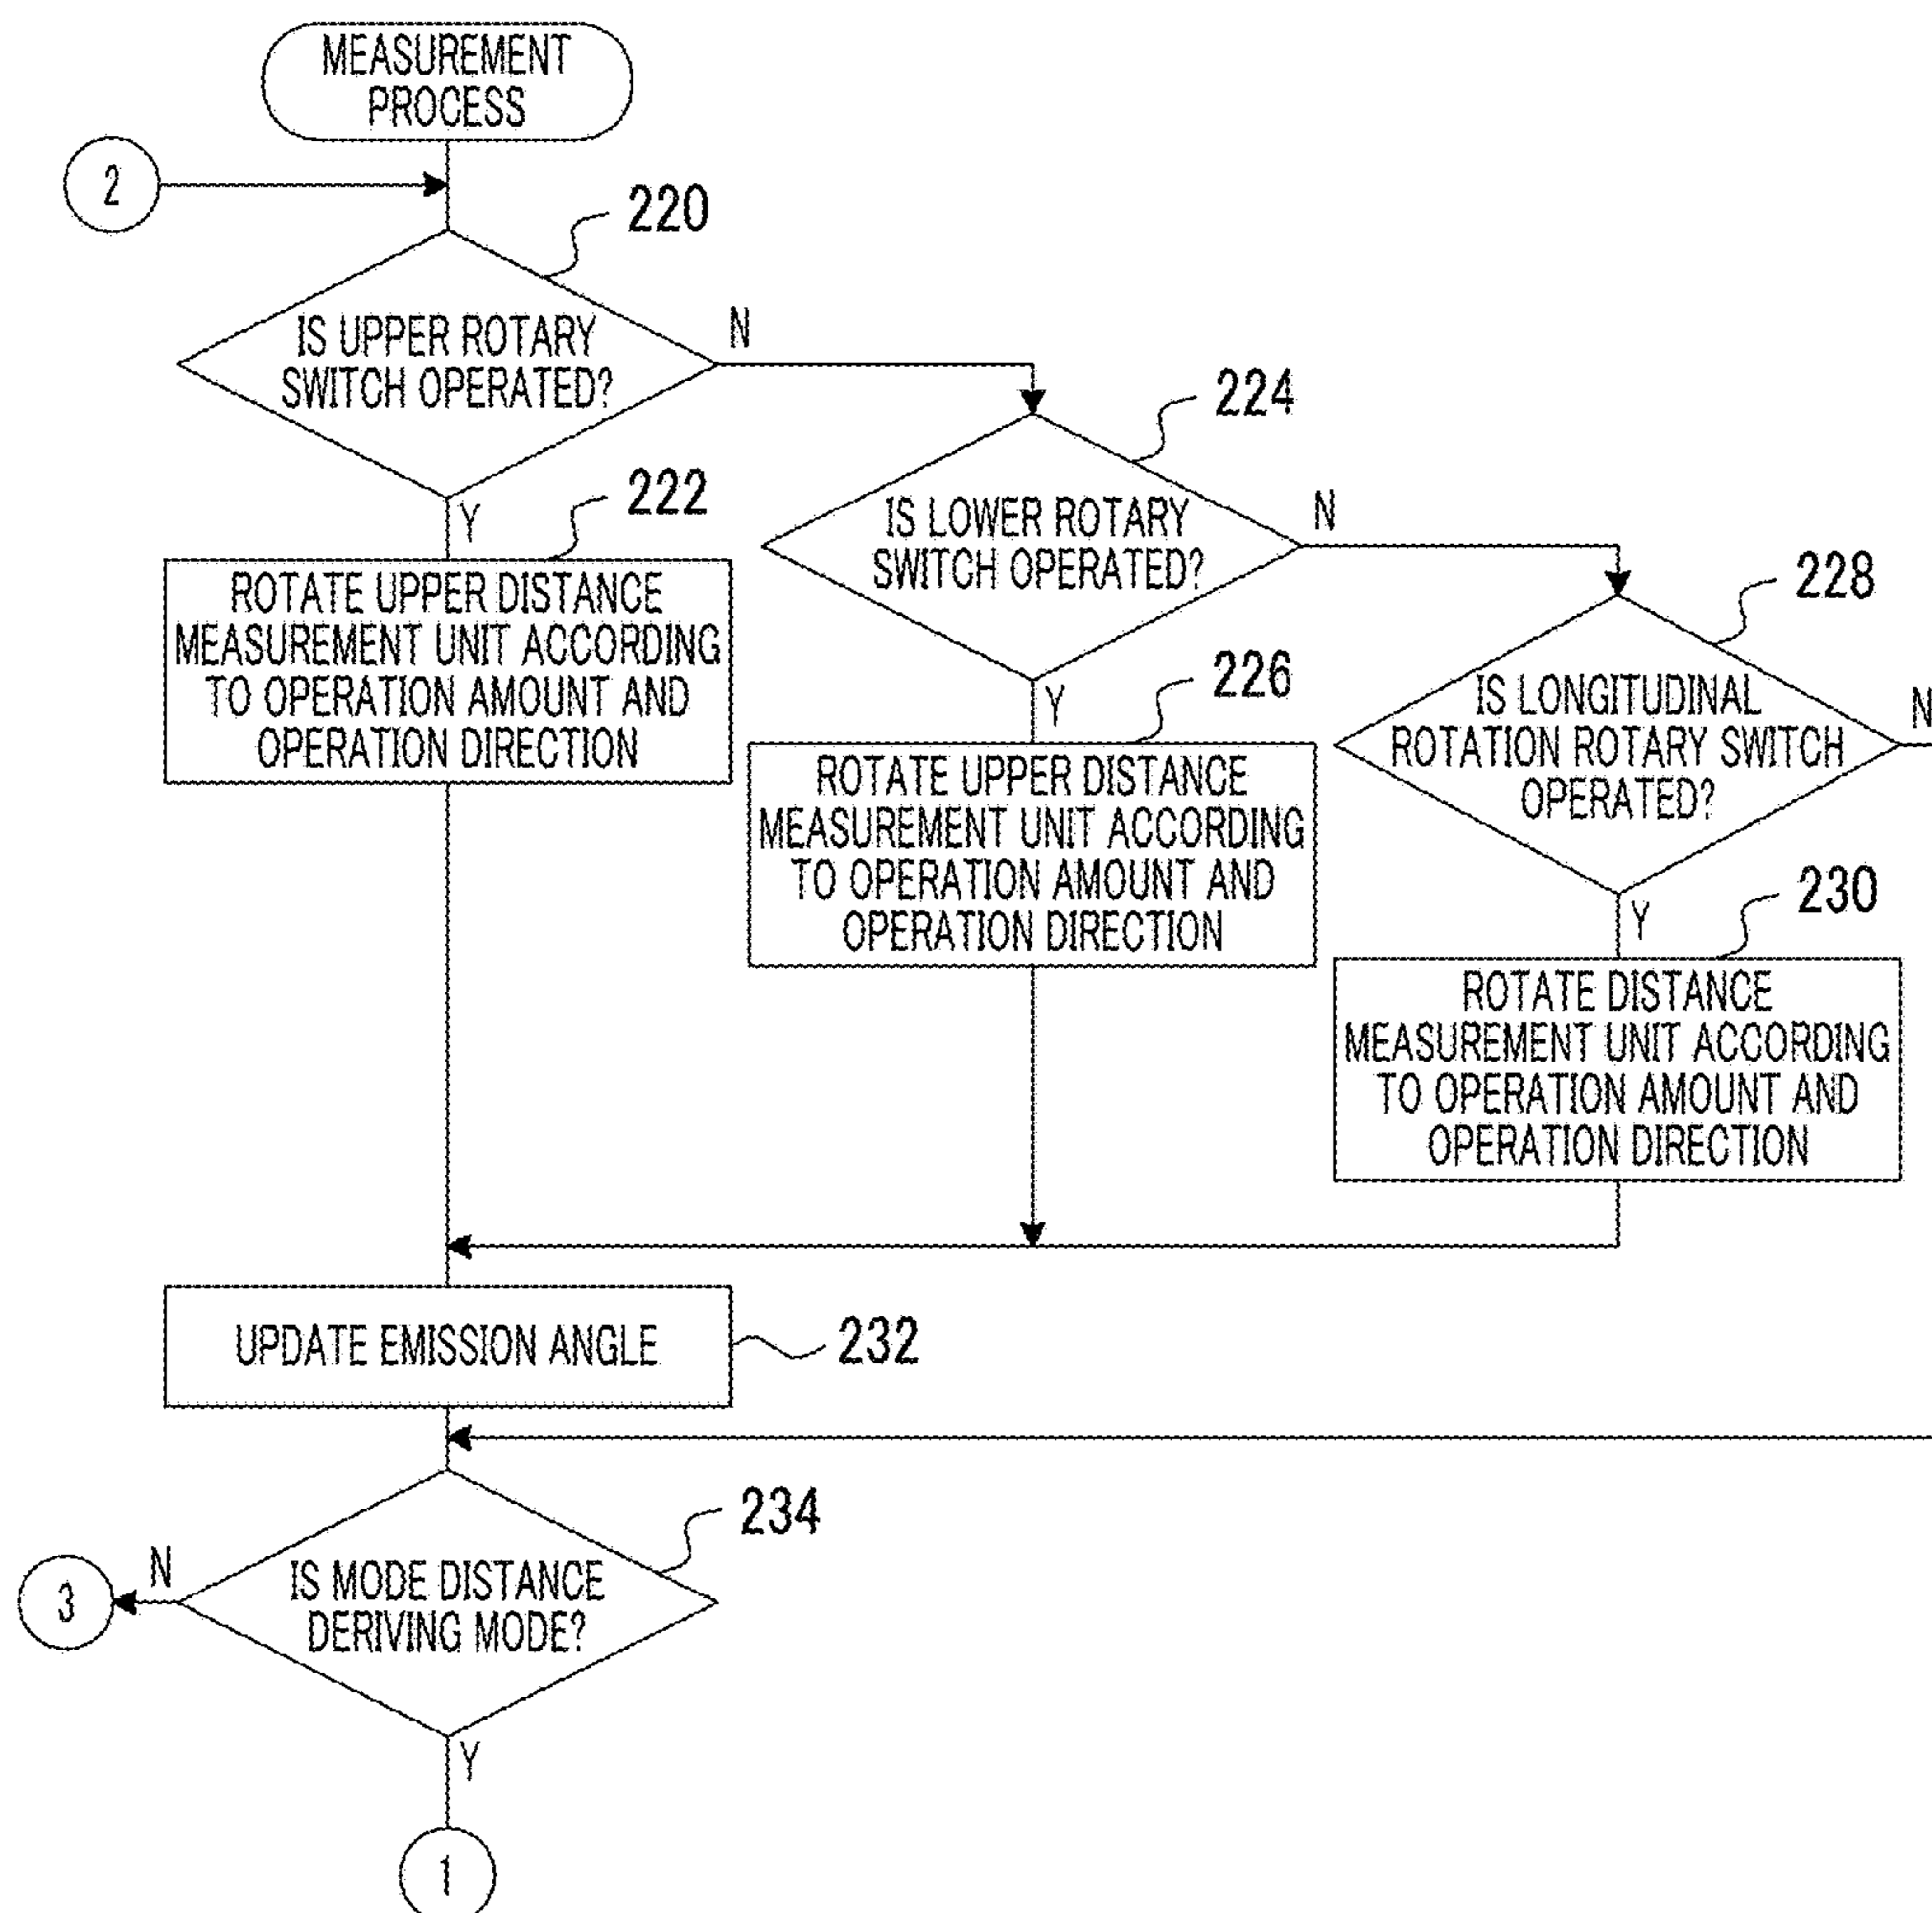 MEASUREMENT
PROCESS
2
220
IS UPPER ROTARY
SWITCH OPERATED?
N
Y
222
ROTATE UPPER DISTANCE
MEASUREMENT UNIT ACCORDING
TO OPERATION AMOUNT AND
OPERATION DIRECTION
224
IS LOWER ROTARY
SWITCH OPERATED?
N
Y
226
ROTATE UPPER DISTANCE
MEASUREMENT UNIT ACCORDING
TO OPERATION AMOUNT AND
OPERATION DIRECTION
228
IS LONGITUDINAL
ROTATION ROTARY SWITCH
OPERATED?
N
Y
230
ROTATE DISTANCE
MEASUREMENT UNIT ACCORDING
TO OPERATION AMOUNT AND
OPERATION DIRECTION
UPDATE EMISSION ANGLE
232
234
IS MODE DISTANCE
DERIVING MODE?
N
3
Y
1